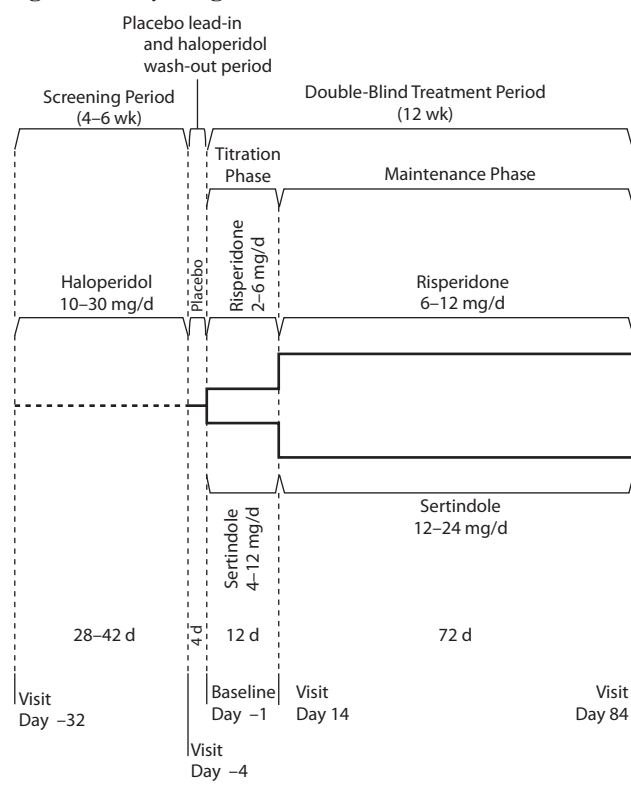 Placebo lead-in
and haloperidol
wash-out period
Screening Period
(4–6 wk)
Double-Blind Treatment Period
(12 wk)
Titration
Phase
Maintenance Phase
Haloperidol
10–30 mg/d
Placebo
Risperidone
2–6 mg/d
Risperidone
6–12 mg/d
Sertindole
4–12 mg/d
Sertindole
12–24 mg/d
28–42 d
4 d
12 d
72 d
Visit
Day –32
Visit
Day –4
Baseline
Day –1
Visit
Day 14
Visit
Day 84